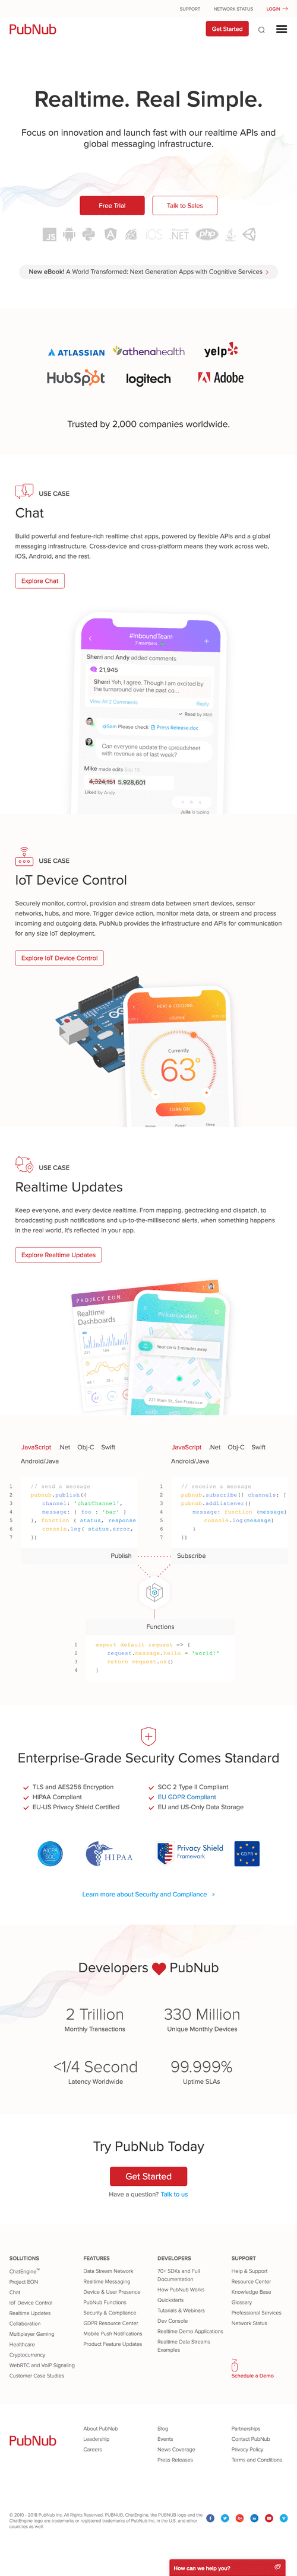 SUPPORT NETWORK STATUS LOGIN →
PubNub Get Started
Realtime. Real Simple.
Focus on innovation and launch fast with our realtime APIs and
global messaging infrastructure.
Free Trial Talk to Sales
JS iOS .NET php
New eBook! A World Transformed: Next Generation Apps with Cognitive Services
ATLASSIAN athenahealth yelp
HubSpot logitech Adobe
Trusted by 2,000 companies worldwide.
USE CASE
Chat
Build powerful and feature-rich realtime chat apps, powered by flexible APIs and a global
messaging infrastructure. Cross-device and cross-platform means they work across web,
iOS, Android, and the rest.
Explore Chat
#InboundTeam
Sherri and Andy added comments
21,945
Sherri Yeh, I agree. Though I am excited by
the turnaround over the past co...
View All 2 Comments Reply
Read by Meli
@Sam Please check Press Release.doc
Can everyone update the spreadsheet
with revenue as of last week?
Mike made edits Sep 19
4,324,151 5,928,601
Liked by Andy
Julie is typing
USE CASE
IoT Device Control
Securely monitor, control, provision and stream data between smart devices, sensor
networks, hubs, and more. Trigger device action, monitor meta data, or stream and process
incoming and outgoing data. PubNub provides the infrastructure and APIs for communication
for any size IoT deployment.
Explore IoT Device Control
HEAT & COOLING
Currently
63°
TURN ON
USE CASE
Realtime Updates
Keep everyone, and every device realtime. From mapping, geotracking and dispatch, to
broadcasting push notifications and up-to-the-millisecond alerts, when something happens
in the real world, it's reflected in your app.
Explore Realtime Updates
PROJECT EON
Realtime
Dashboards
Pickup Location
Your car is 3 minutes away
221 Main St, San Francisco
JavaScript .Net Obj-C Swift
Android/Java
1 // send a message
2 pubnub.publish({
3 channel: 'chatChannel',
4 message: { foo : 'bar' }
5 }, function ( status, response
6 console.log( status.error,
7 })
JavaScript .Net Obj-C Swift
Android/Java
1 // receive a message
2 pubnub.subscribe({ channels: [
3 pubnub.addListener({
4 message: function (message)
5 console.log(message)
6 }
7 })
Publish Subscribe
Functions
1 export default request => {
2 request.message.hello = 'world!'
3 return request.ok()
4 }
Enterprise-Grade Security Comes Standard
TLS and AES256 Encryption
HIPAA Compliant
EU-US Privacy Shield Certified
SOC 2 Type II Compliant
EU GDPR Compliant
EU and US-Only Data Storage
AICPA SOC HIPAA Privacy Shield Framework GDPR
Learn more about Security and Compliance >
Developers PubNub
2 Trillion 330 Million
Monthly Transactions Unique Monthly Devices
<1/4 Second 99.999%
Latency Worldwide Uptime SLAs
Try PubNub Today
Get Started
Have a question? Talk to us
SOLUTIONS
ChatEngine™
Project EON
Chat
IoT Device Control
Realtime Updates
Collaboration
Multiplayer Gaming
Healthcare
Cryptocurrency
WebRTC and VoIP Signaling
Customer Case Studies
FEATURES
Data Stream Network
Realtime Messaging
Device & User Presence
PubNub Functions
Security & Compliance
GDPR Resource Center
Mobile Push Notifications
Product Feature Updates
DEVELOPERS
70+ SDKs and Full
Documentation
How PubNub Works
Quickstarts
Tutorials & Webinars
Dev Console
Realtime Demo Applications
Realtime Data Streams
Examples
SUPPORT
Help & Support
Resource Center
Knowledge Base
Glossary
Professional Services
Network Status
Schedule a Demo
PubNub
About PubNub
Leadership
Careers
Blog
Events
News Coverage
Press Releases
Partnerships
Contact PubNub
Privacy Policy
Terms and Conditions
© 2010 - 2018 PubNub Inc. All Rights Reserved. PUBNUB, ChatEngine, the PUBNUB logo and the
ChatEngine logo are trademarks or registered trademarks of PubNub Inc. in the U.S. and other
countries as well.
How can we help you?